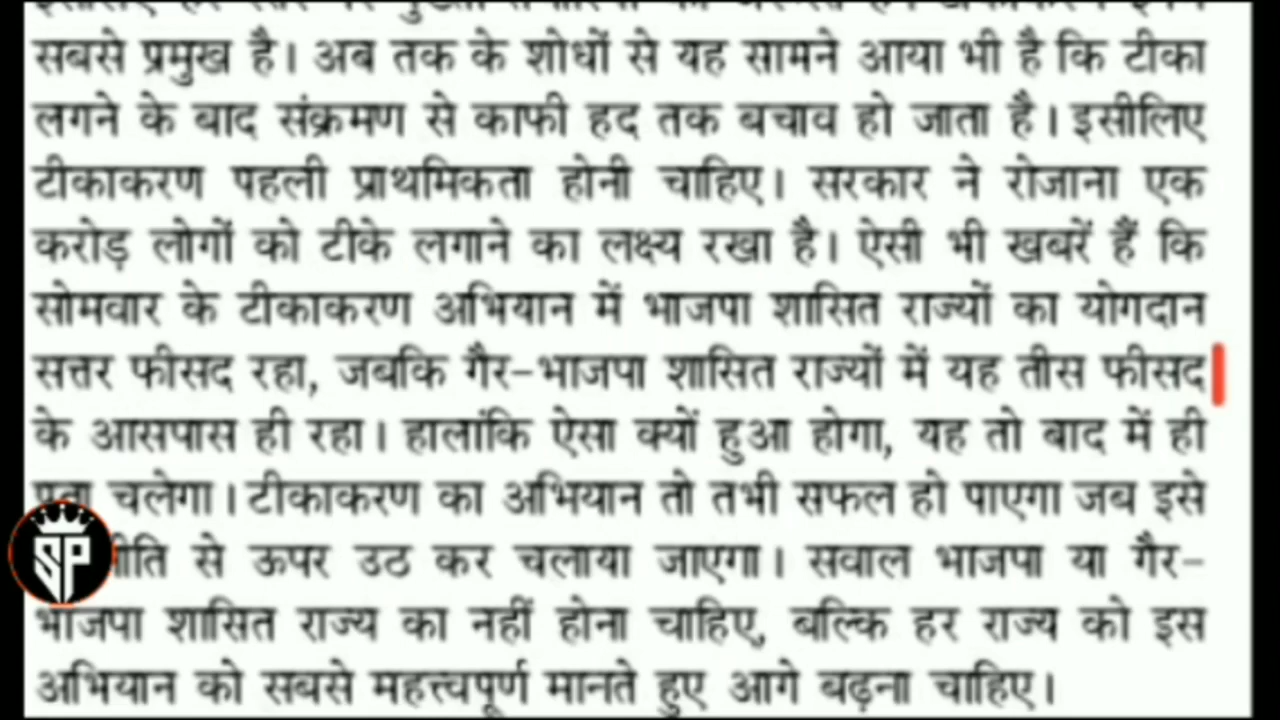 सबसे प्रमुख है। अब तक के शोधों से यह सामने आया भी है कि टीका
लगने के बाद संक्रमण से काफी हद तक बचाव हो जाता है। इसीलिए
टीकाकरण पहली प्राथमिकता होनी चाहिए। सरकार ने रोजाना एक
करोड़ लोगों को टीके लगाने का लक्ष्य रखा है। ऐसी भी खबरें हैं कि
सोमवार के टीकाकरण अभियान में भाजपा शासित राज्यों का योगदान
सत्तर फीसद रहा, जबकि गैर-भाजपा शासित राज्यों में यह तीस फीसद
के आसपास ही रहा। हालांकि ऐसा क्यों हुआ होगा, यह तो बाद में ही
चलेगा। टीकाकरण का अभियान तो तभी सफल हो पाएगा जब इसे
से ऊपर उठ कर चलाया जाएगा। सवाल भाजपा या गैर-
भाजपा शासित राज्य का नहीं होना चाहिए, बल्कि हर राज्य को इस
अभियान को सबसे महत्त्वपूर्ण मानते हुए आगे बढ़ना चाहिए।
SP